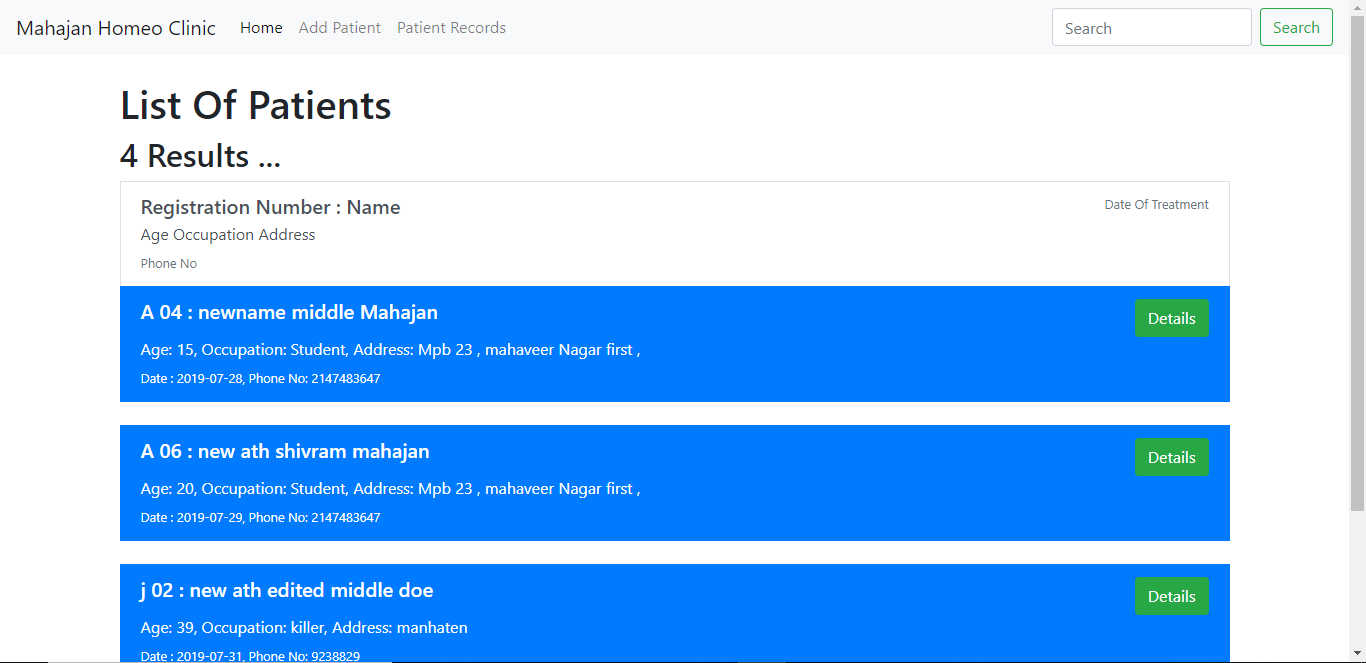 Mahajan Homeo Clinic Home Add Patient Patient Records Search Search
List Of Patients
4 Results ...
Registration Number : Name Date Of Treatment
Age Occupation Address
Phone No
A 04 : newname middle Mahajan Details
Age: 15, Occupation: Student, Address: Mpb 23 , mahaveer Nagar first ,
Date : 2019-07-28, Phone No: 2147483647
A 06 : new ath shivram mahajan Details
Age: 20, Occupation: Student, Address: Mpb 23 , mahaveer Nagar first ,
Date : 2019-07-29, Phone No: 2147483647
j 02 : new ath edited middle doe Details
Age: 39, Occupation: killer, Address: manhaten
Date : 2019-07-31, Phone No: 9238829